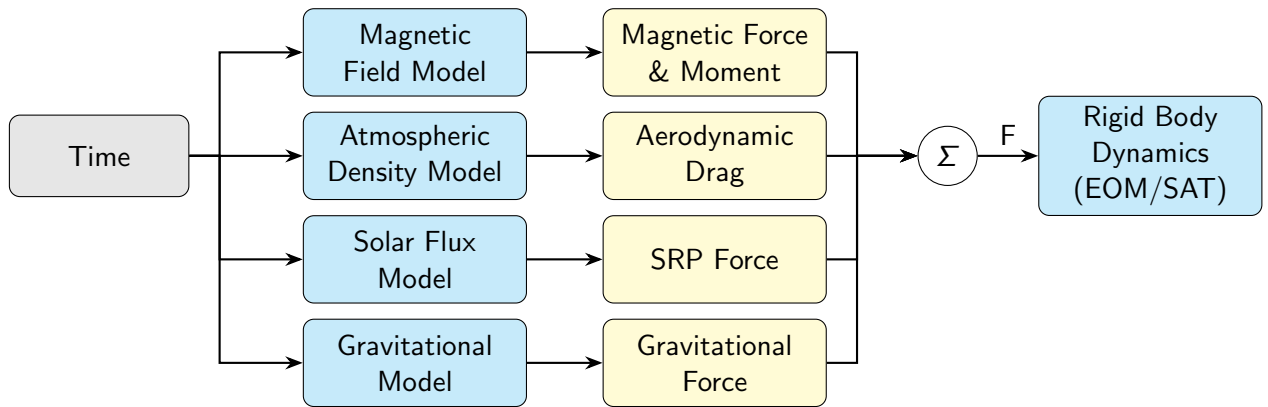 Time
Magnetic
Field Model
Magnetic Force
& Moment
Atmospheric
Density Model
Aerodynamic
Drag
Solar Flux
Model
SRP Force
Gravitational
Model
Gravitational
Force
Σ
F
Rigid Body
Dynamics
(EOM/SAT)